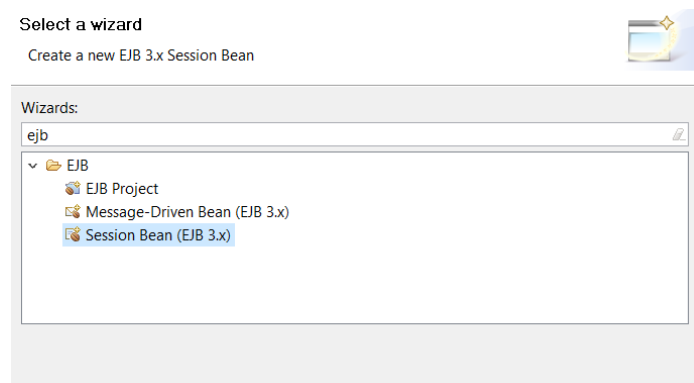 Select a wizard
Create a new EJB 3.x Session Bean
Wizards:
ejb
EJB
EJB Project
Message-Driven Bean (EJB 3.x)
Session Bean (EJB 3.x)